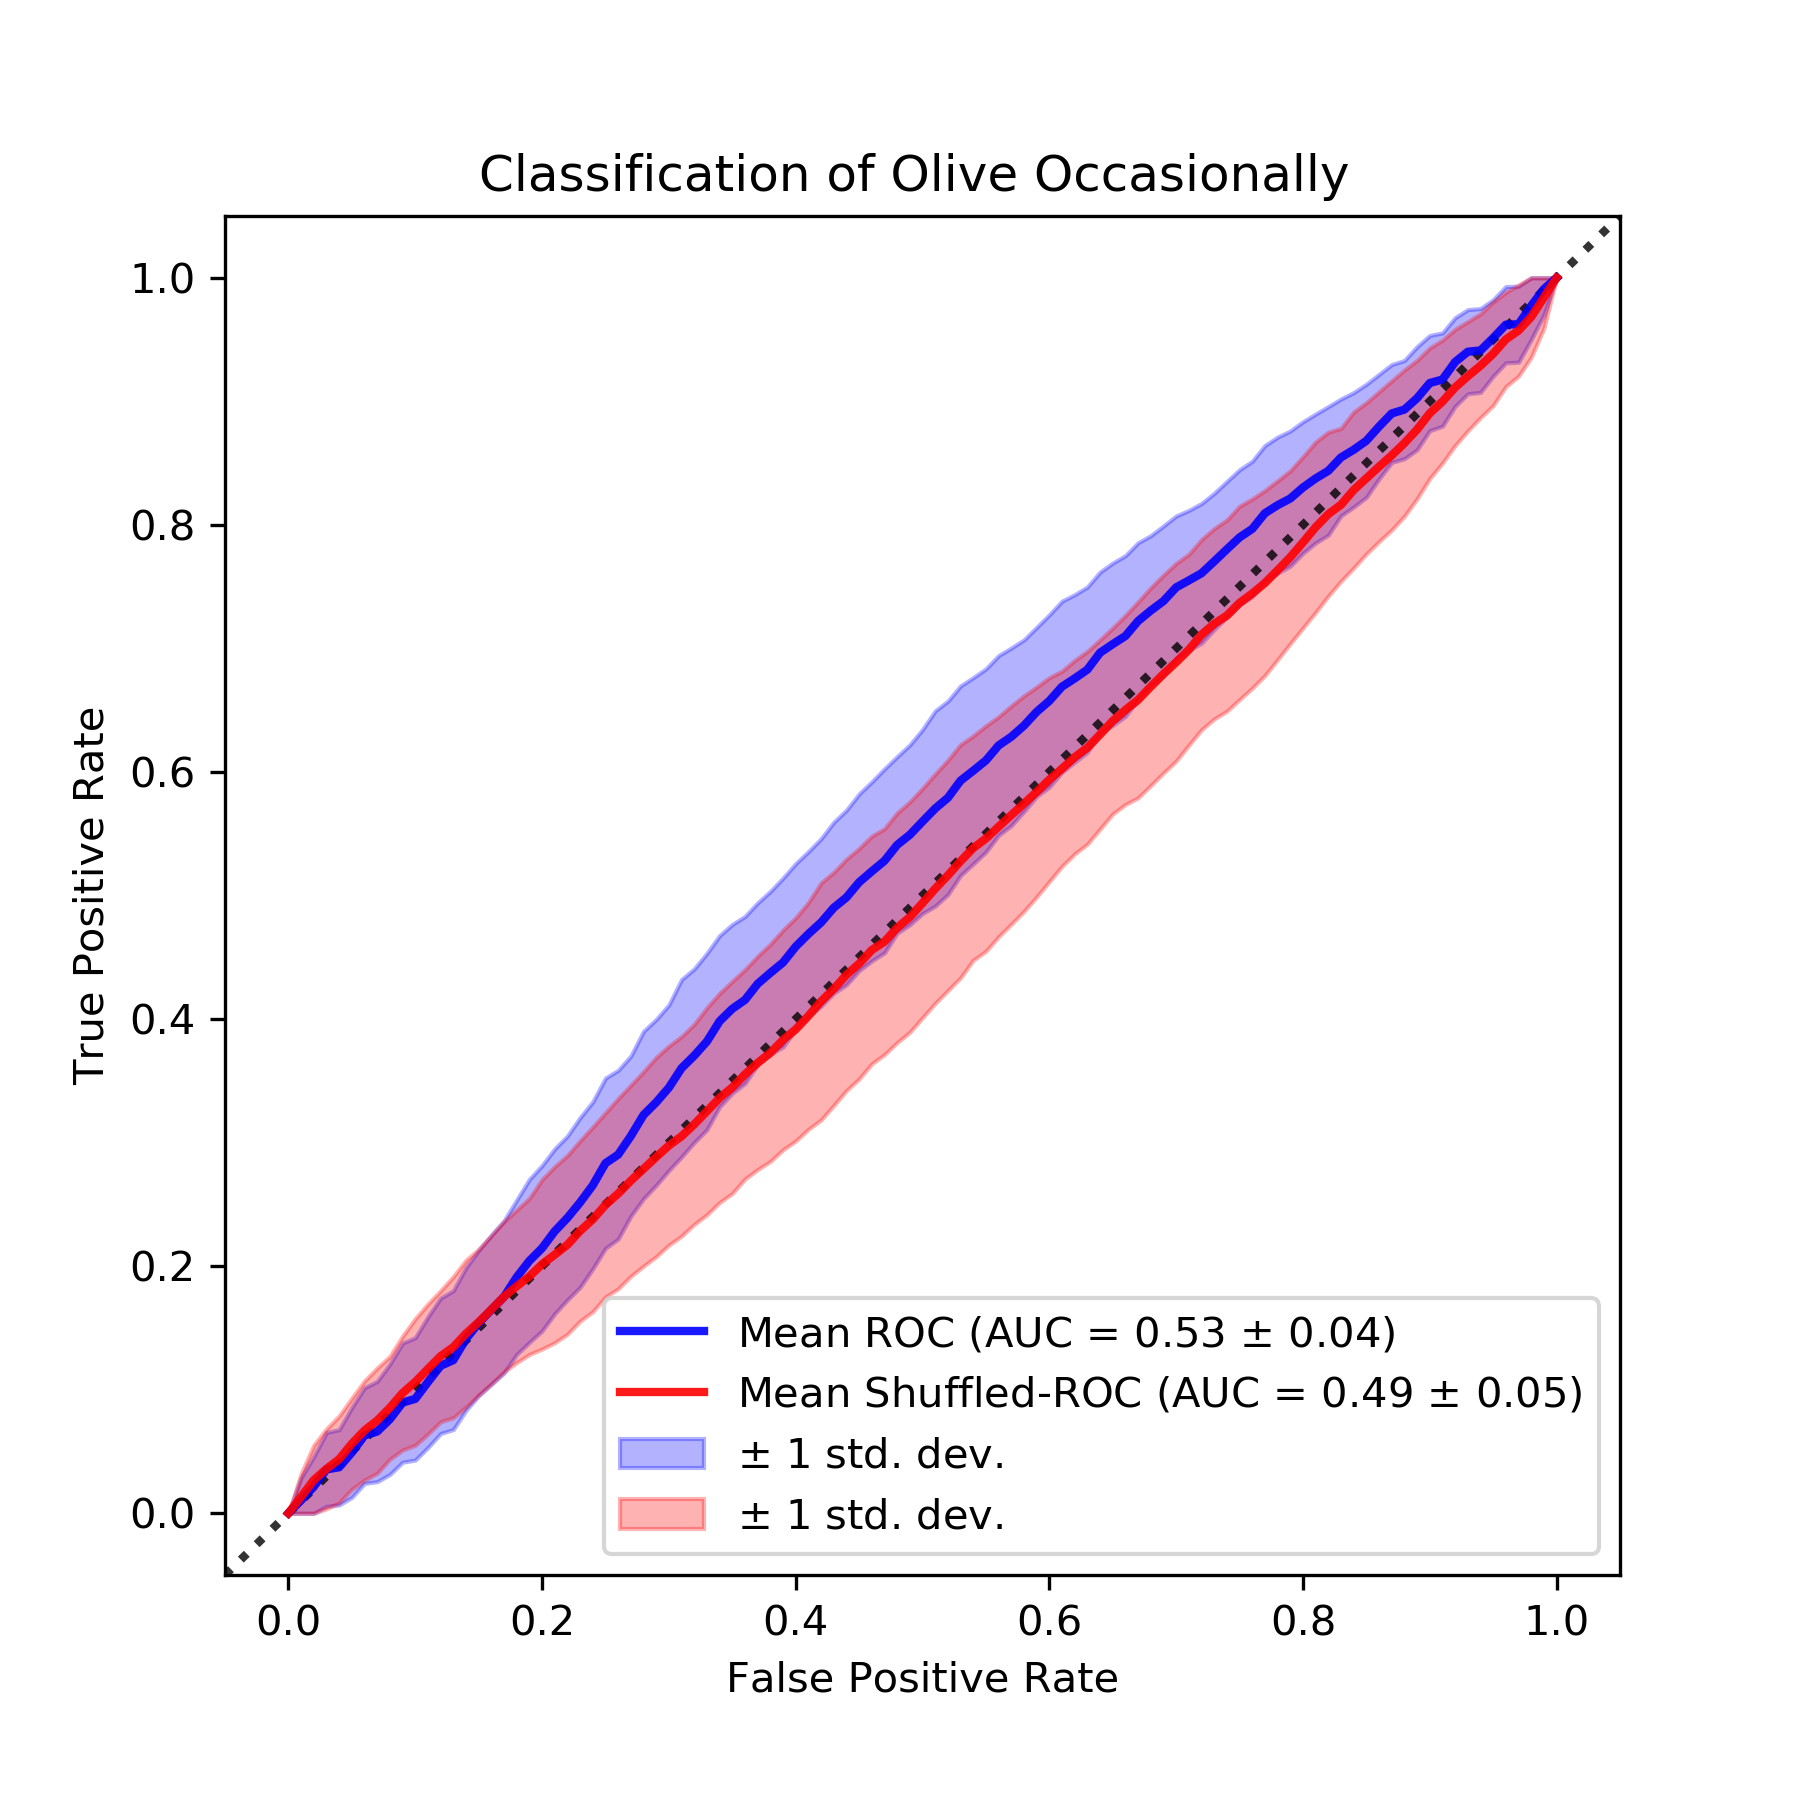 Classification of Olive Occasionally
1.0
0.8
0.6
0.4
0.2
0.0
True Positive Rate
Mean ROC (AUC = 0.53 ± 0.04)
Mean Shuffled-ROC (AUC = 0.49 ± 0.05)
± 1 std. dev.
± 1 std. dev.
0.0 0.2 0.4 0.6 0.8 1.0
False Positive Rate